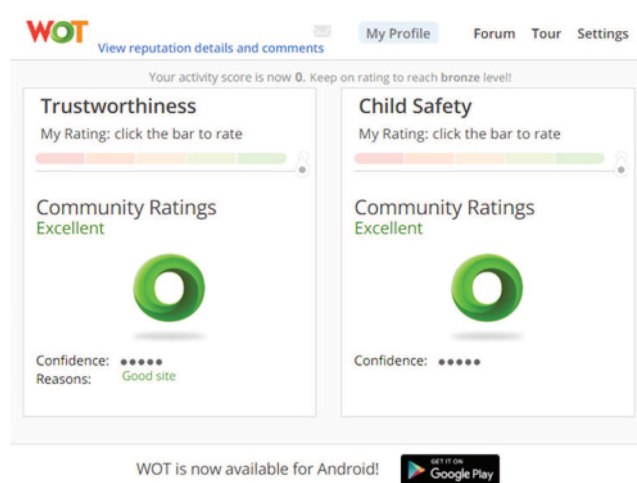 WOT
View reputation details and comments
My Profile
Forum Tour Settings
Your activity score is now 0. Keep on rating to reach bronze level!
Trustworthiness
My Rating: click the bar to rate
Community Ratings
Excellent
Confidence:
Reasons: Good site
Child Safety
My Rating: click the bar to rate
Community Ratings
Excellent
Confidence:
WOT is now available for Android!
GET IT ON
Google Play